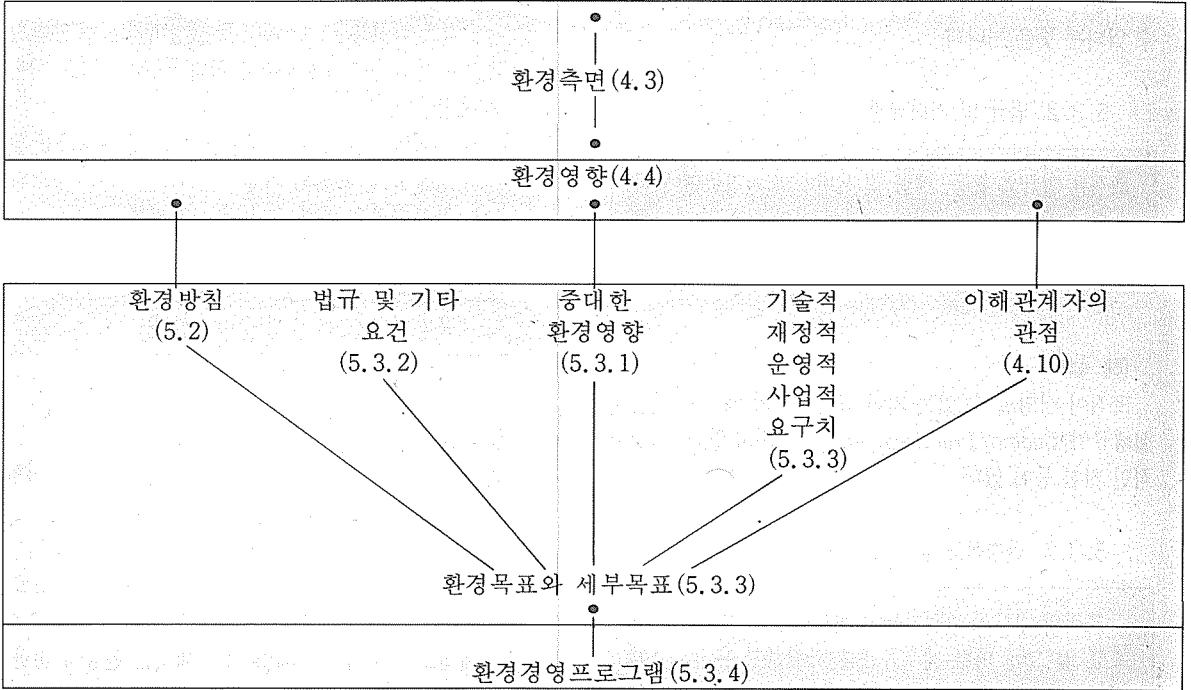 환경측면(4.3)
환경영향(4.4)
환경방침 법규 및 기타 중대한 기술적 이해관계자의
(5.2) 요건 환경영향 재정적 관점
(5.3.2) (5.3.1) 운영적 (4.10)
사업적
요구치
(5.3.3)
환경목표와 세부목표(5.3.3)
환경경영프로그램(5.3.4)